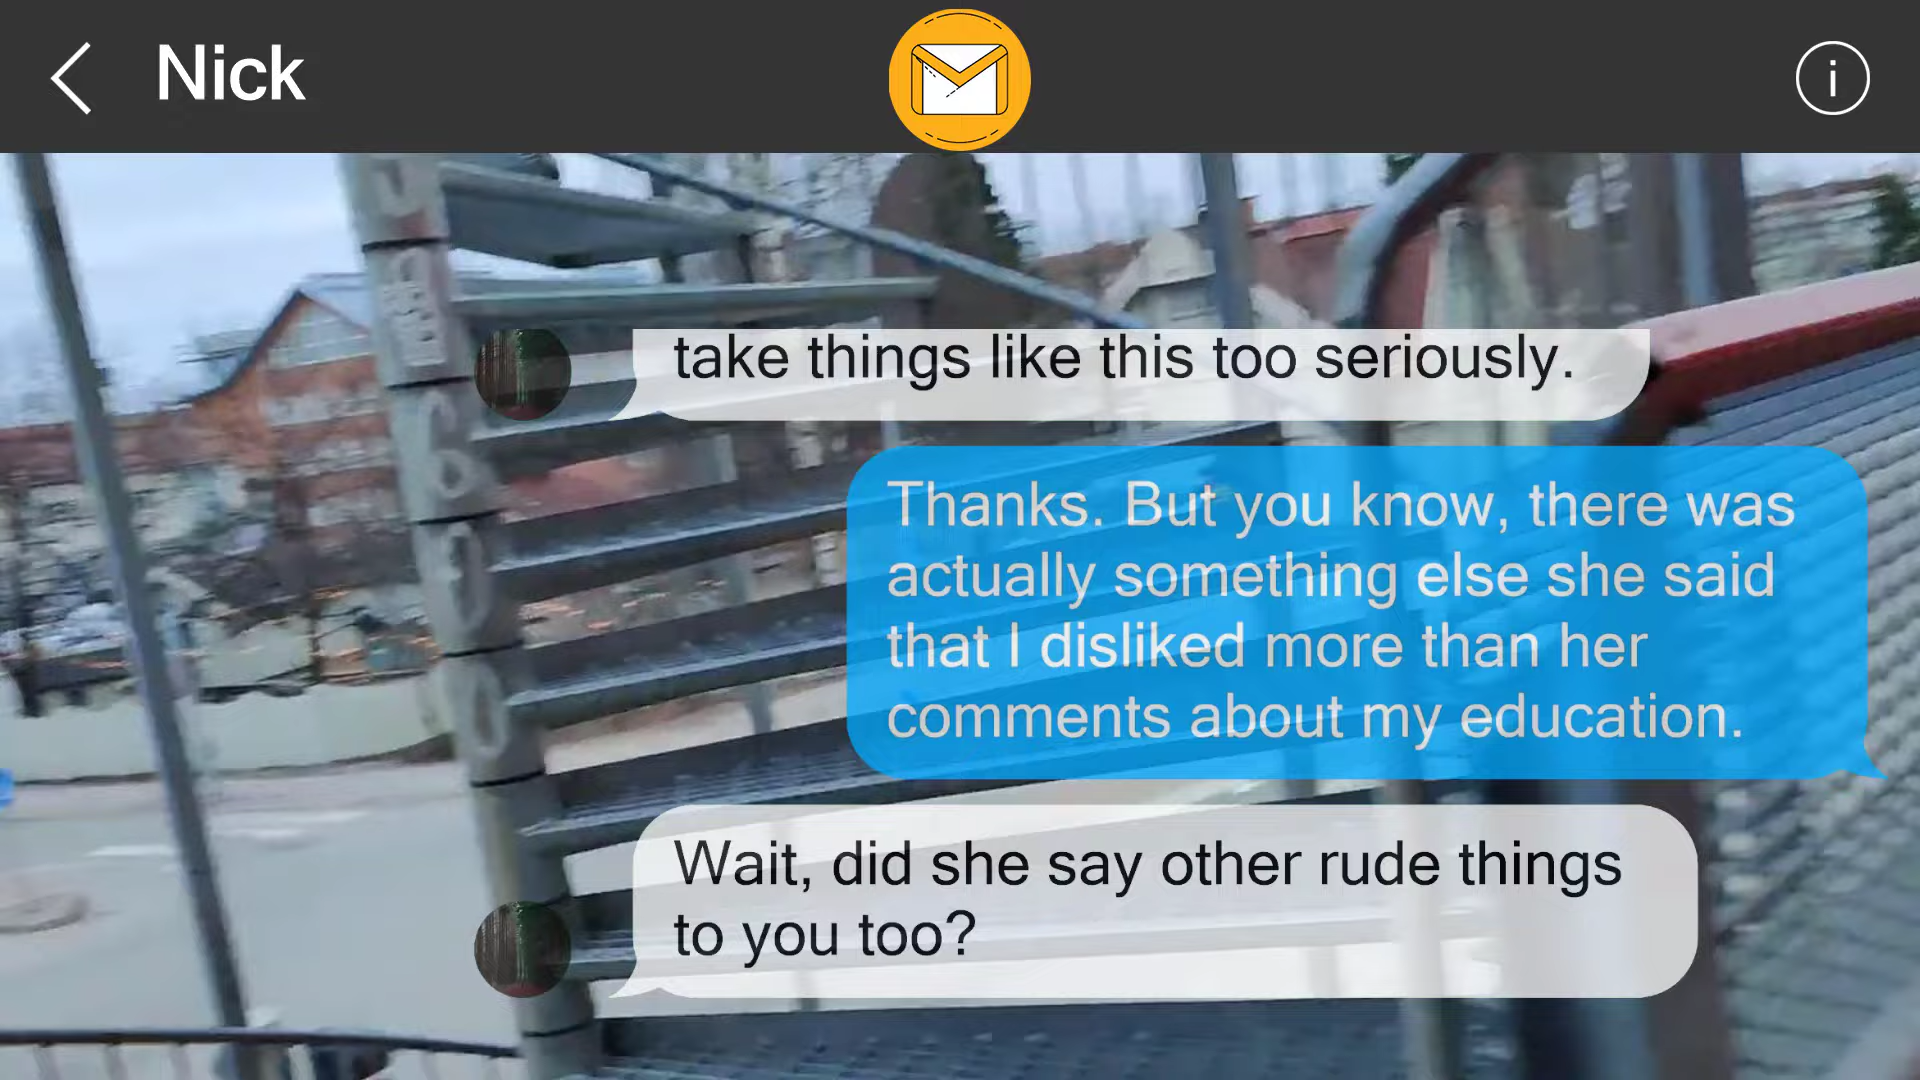 Nick
take things like this too seriously.
Thanks. But you know, there was
actually something else she said
that I disliked more than her
comments about my education.
Wait, did she say other rude things
to you too?